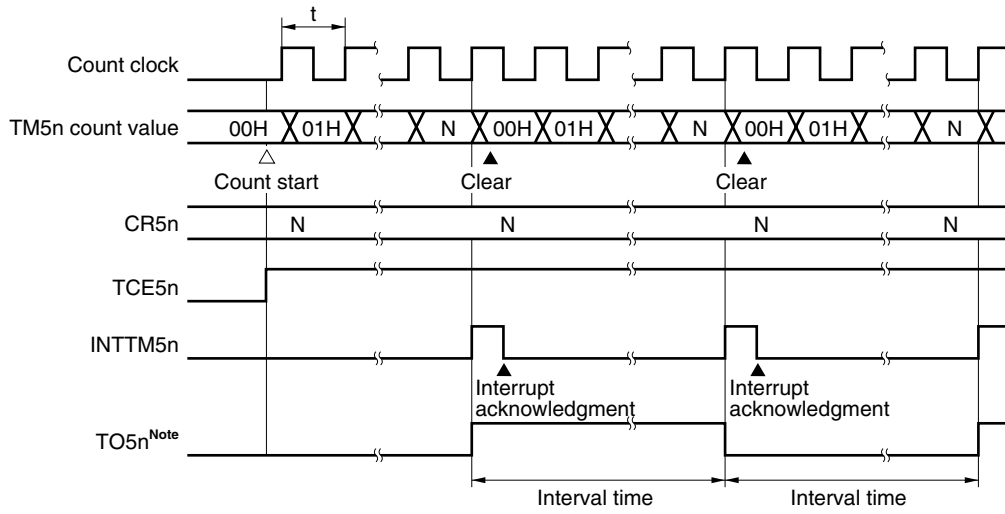 t
Count clock
TM5n count value 00H 01H N 00H 01H N 00H 01H N
Count start Clear Clear
CR5n N N N N
TCE5n
INTTM5n
Interrupt acknowledgment
Interrupt acknowledgment
TO5nNote
Interval time Interval time